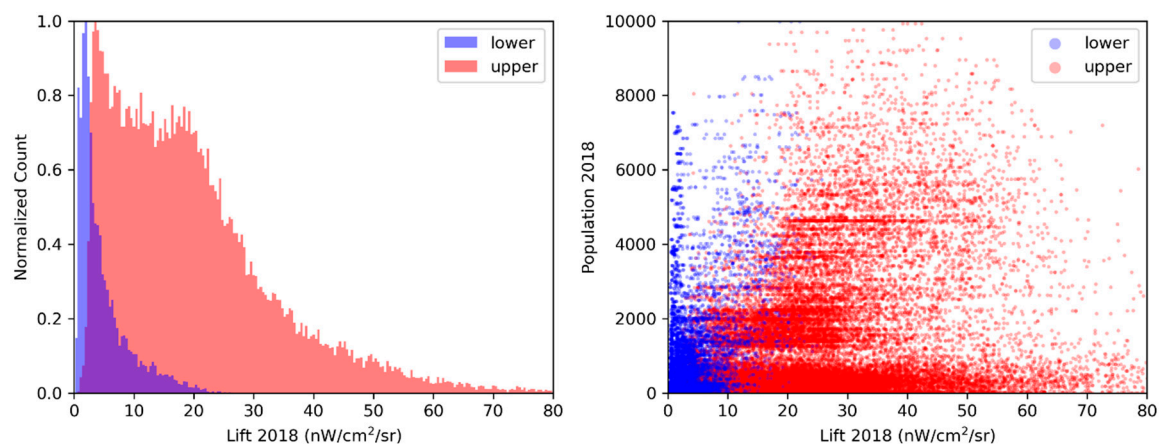 1.0
0.8
0.6
0.4
0.2
0.0
Normalized Count
0 10 20 30 40 50 60 70 80
Lift 2018 (nW/cm²/sr)
lower
upper
10000
8000
6000
4000
2000
0
Population 2018
0 10 20 30 40 50 60 70 80
Lift 2018 (nW/cm²/sr)
lower
upper